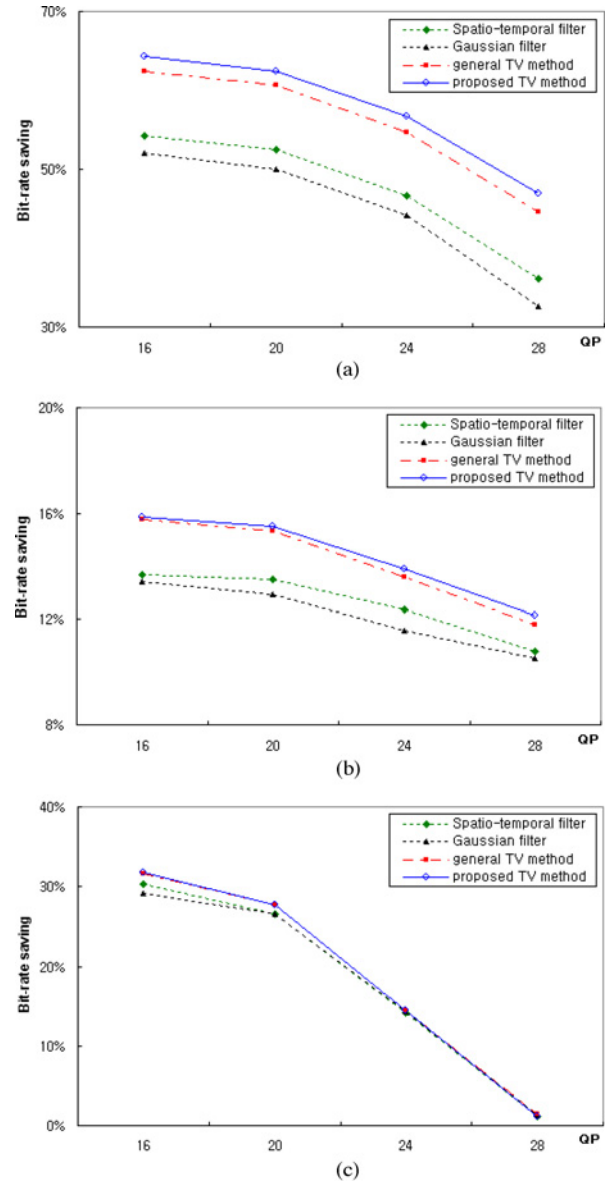 70%
50%
30%
Bit-rate saving
Spatio-temporal filter
Gaussian filter
general TV method
proposed TV method
16
20
24
28
QP
(a)
20%
16%
12%
8%
Bit-rate saving
Spatio-temporal filter
Gaussian filter
general TV method
proposed TV method
16
20
24
28
QP
(b)
40%
30%
20%
10%
0%
Bit-rate saving
Spatio-temporal filter
Gaussian filter
general TV method
proposed TV method
16
20
24
28
QP
(c)